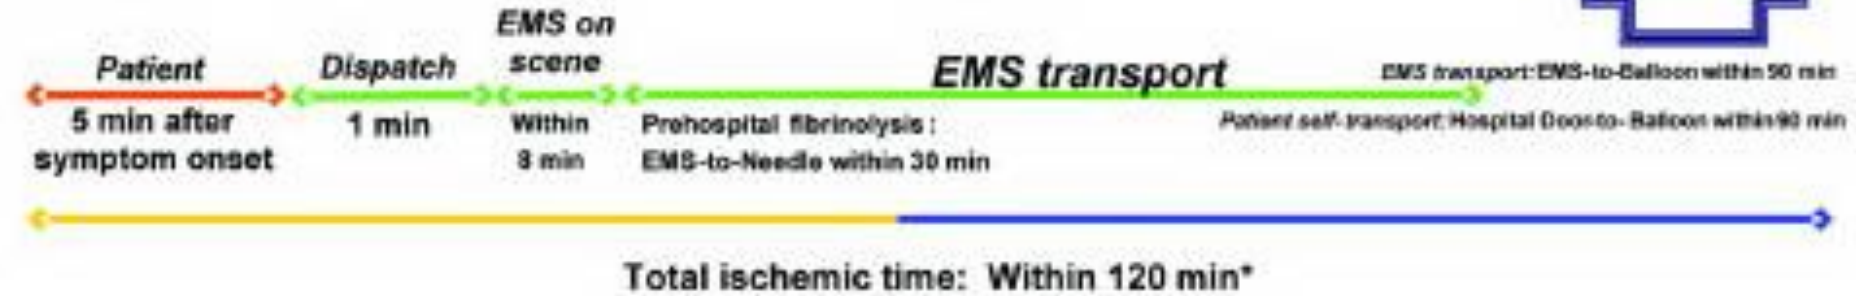 Patient
5 min after
symptom onset
Dispatch
1 min
EMS on
scene
Within
8 min
EMS transport
Prehospital fibrinolysis :
EMS-to-Needle within 30 min
EMS transport: EMS-to-Balloon within 90 min
Patient self-transport: Hospital Door-to- Balloon within 90 min
Total ischemic time: Within 120 min*